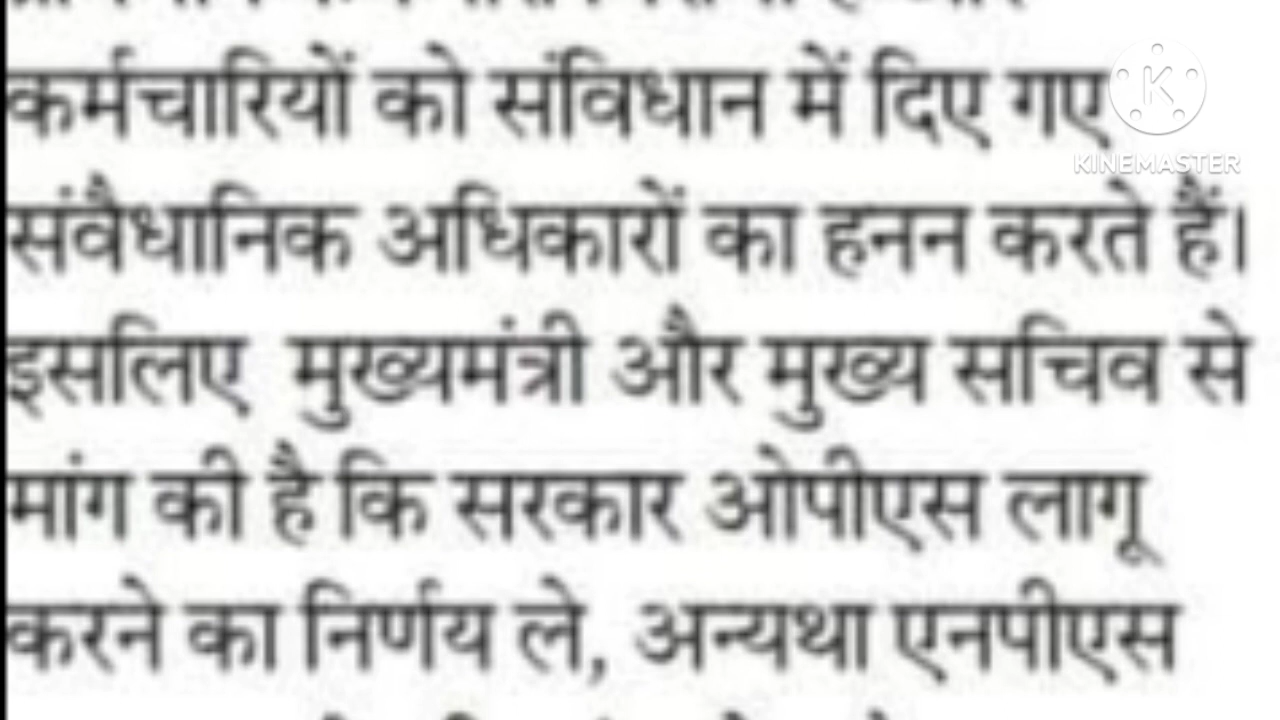 कर्मचारियों को संविधान में दिए गए
KINEMASTER
संवैधानिक अधिकारों का हनन करते हैं।
इसलिए मुख्यमंत्री और मुख्य सचिव से
मांग की है कि सरकार ओपीएस लागू
करने का निर्णय ले, अन्यथा एनपीएस